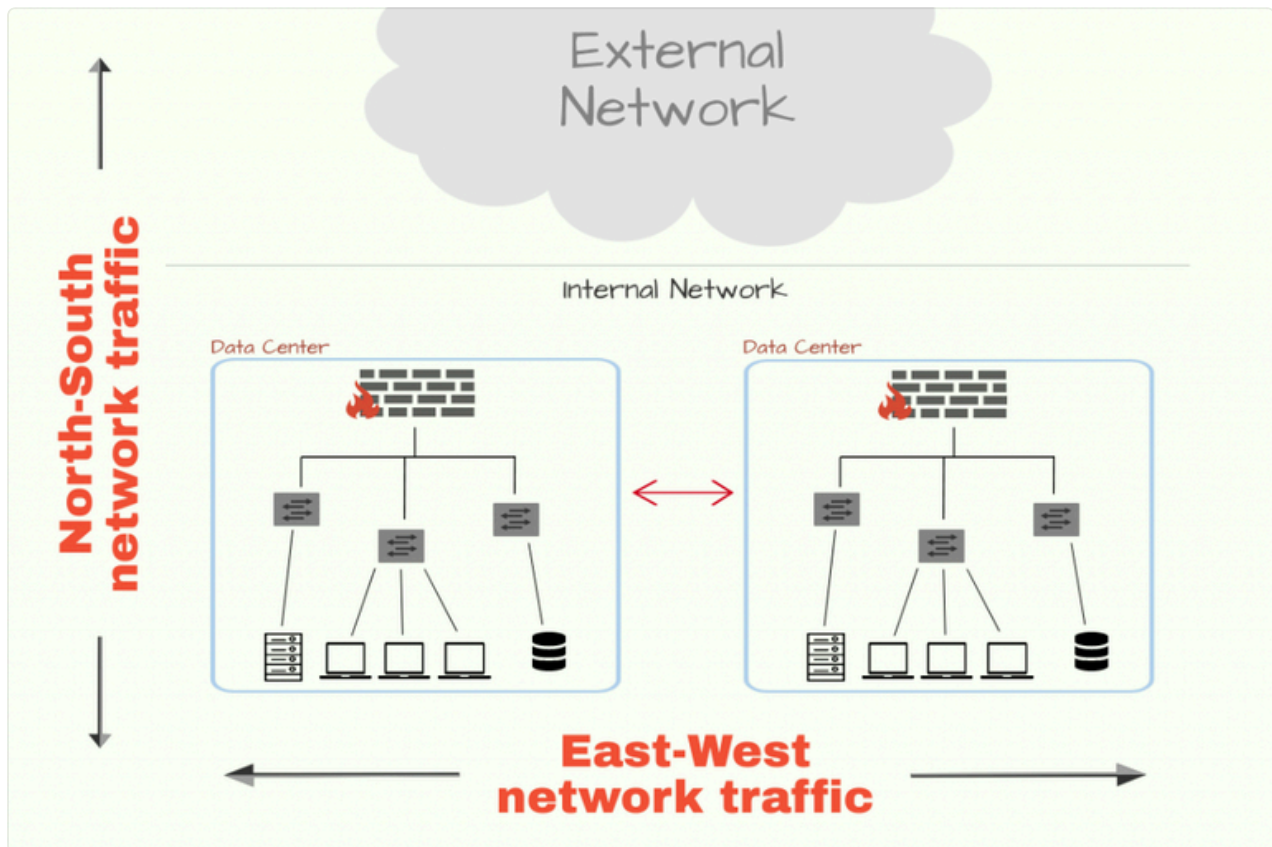 External
Network
North-South
network traffic
Internal Network
Data Center
Data Center
East-West
network traffic